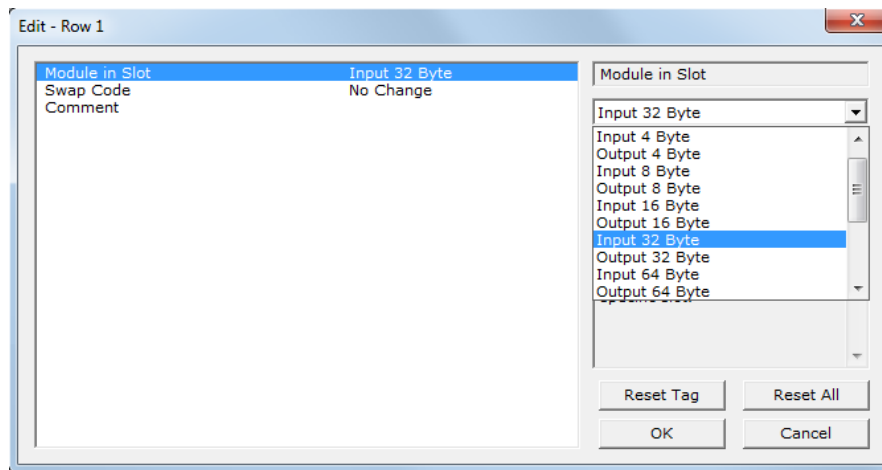 Edit - Row 1
Module in Slot Input 32 Byte
Swap Code No Change
Comment
Module in Slot
Input 32 Byte
Input 4 Byte
Output 4 Byte
Input 8 Byte
Output 8 Byte
Input 16 Byte
Output 16 Byte
Input 32 Byte
Output 32 Byte
Input 64 Byte
Output 64 Byte
Reset Tag Reset All
OK Cancel